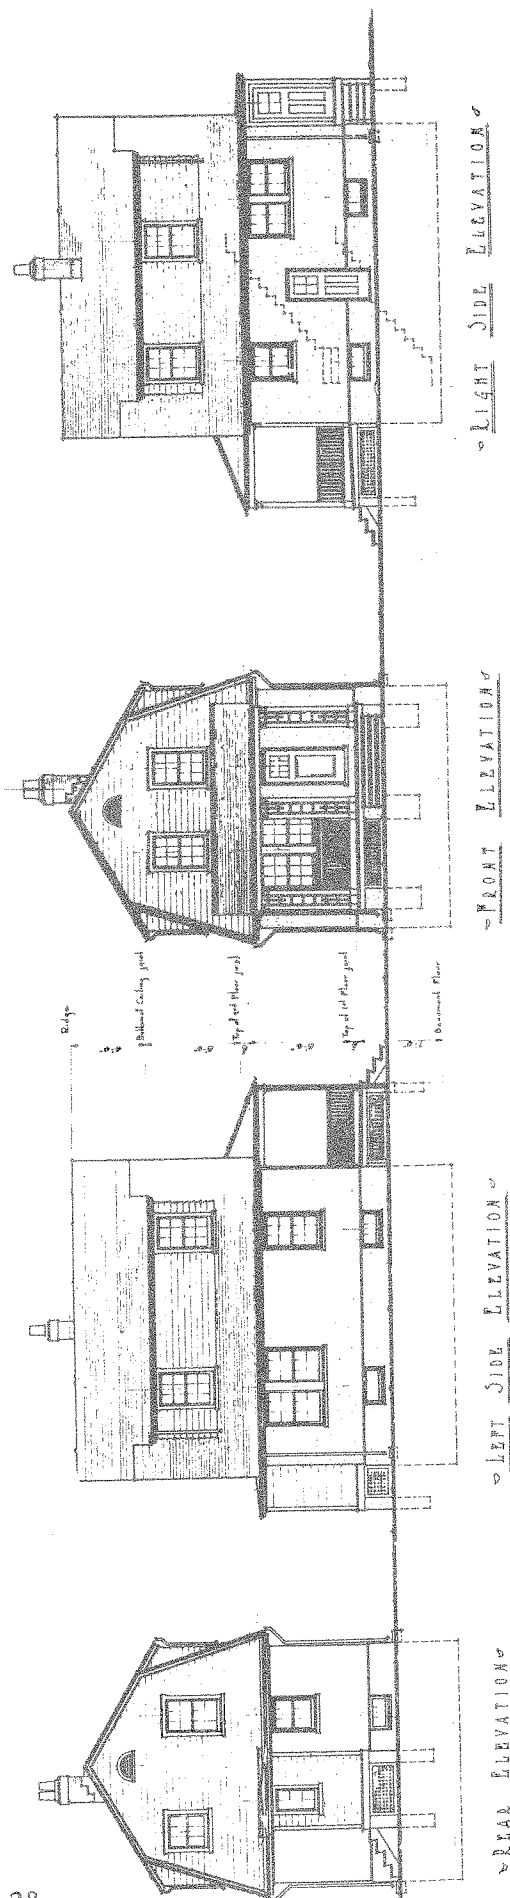 REAR ELEVATION
LEFT SIDE ELEVATION
FRONT ELEVATION
RIGHT SIDE ELEVATION
Ridge
Bottom of Ceiling joist
Top of 2nd Floor joist
Top of 1st Floor joist
Basement Floor